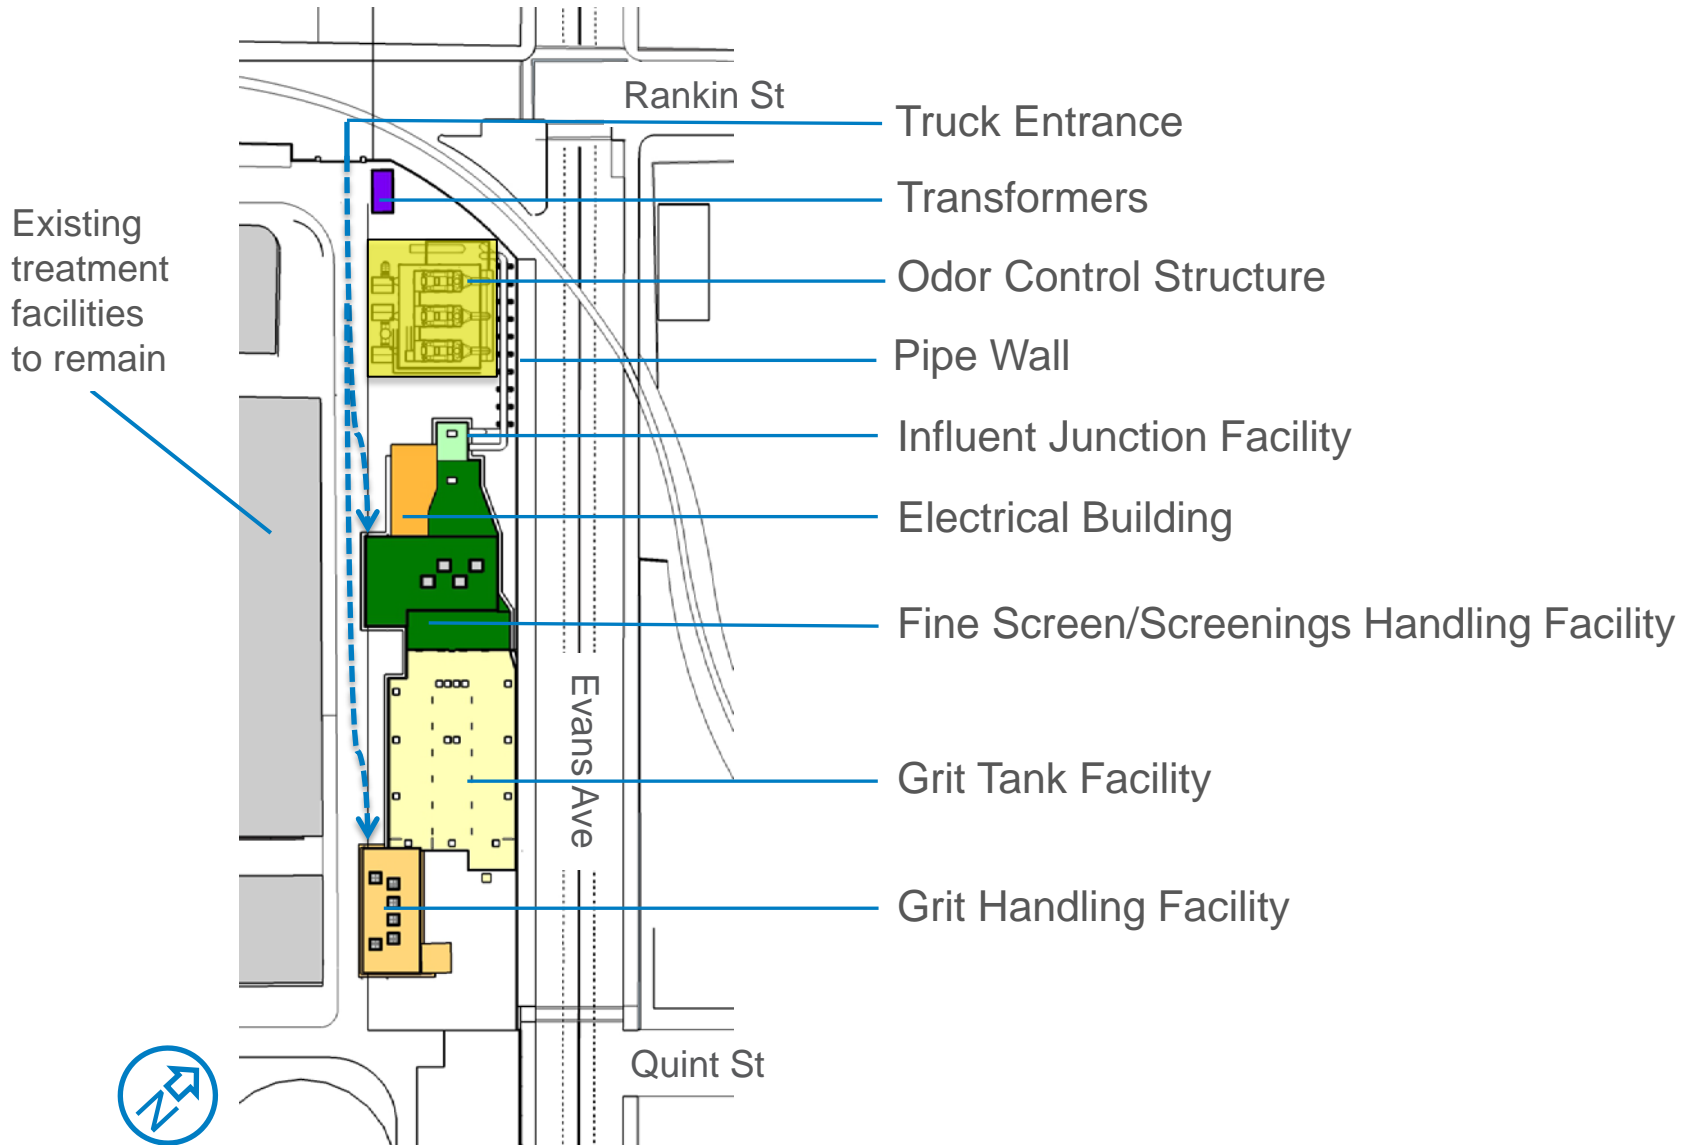 Rankin St
Truck Entrance
Transformers
Existing
treatment
facilities
to remain
Odor Control Structure
Pipe Wall
Influent Junction Facility
Electrical Building
Fine Screen/Screenings Handling Facility
Evans Ave
Grit Tank Facility
Grit Handling Facility
Quint St
N